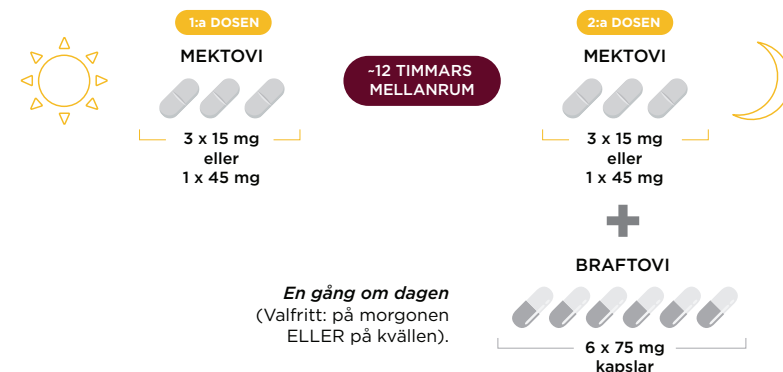 1:a DOSEN
MEKTOVI
3 x 15 mg
eller
1 x 45 mg
~12 TIMMARS
MELLANRUM
2:a DOSEN
MEKTOVI
3 x 15 mg
eller
1 x 45 mg
BRAFTOVI
En gång om dagen
(Valfritt: på morgonen
ELLER på kvällen).
6 x 75 mg
kapslar